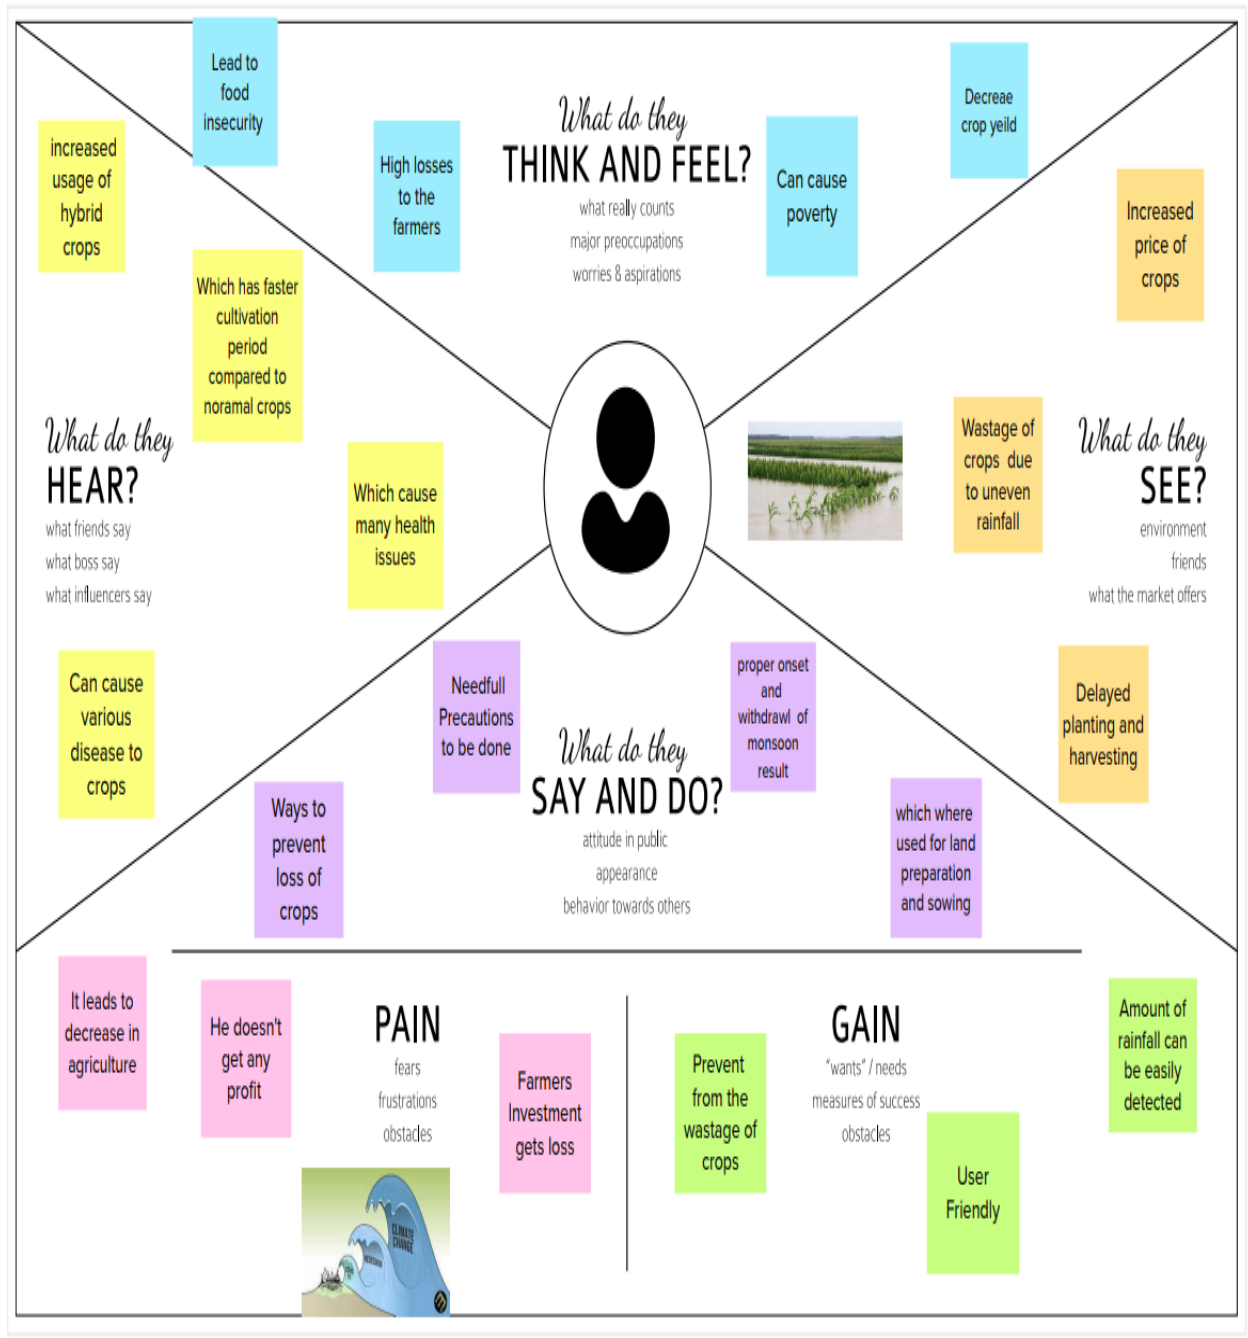 Lead to
food
insecurity
increased
usage of
hybrid
crops
High losses
to the
farmers
What do they
THINK AND FEEL?
what really counts
major preoccupations
worries & aspirations
Can cause
poverty
Decreae
crop yeild
Increased
price of
crops
Which has faster
cultivation
period
compared to
noramal crops
What do they
HEAR?
what friends say
what boss say
what influencers say
Which cause
many health
issues
Can cause
various
disease to
crops
Wastage of
crops due
to uneven
rainfall
What do they
SEE?
environment
friends
what the market offers
Delayed
planting and
harvesting
Needfull
Precautions
to be done
Ways to
prevent
loss of
crops
What do they
SAY AND DO?
attitude in public
appearance
behavior towards others
proper onset
and
withdrawl of
monsoon
result
which where
used for land
preparation
and sowing
It leads to
decrease in
agriculture
He doesn't
get any
profit
PAIN
fears
frustrations
obstacles
Farmers
Investment
gets loss
CLIMATE
CHANGE
Prevent
from the
wastage of
crops
GAIN
"wants" / needs
measures of success
obstacles
User
Friendly
Amount of
rainfall can
be easily
detected